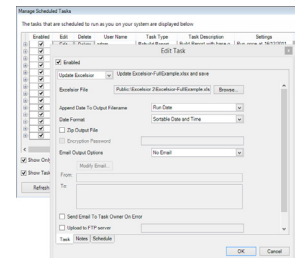 Manage Scheduled Tasks
The tasks that are scheduled to run as you on your system are displayed below
Enabled Edit Delete User Name Task Type Task Description Settings
Edit Task
Enabled
Update Excelsior Update Excelsior-FullExample.xlsx and save
Excelsior File Public\Excelsior 2\Excelsior-FullExample.xlsx Browse...
Append Date To Output Filename Run Date
Date Format Sortable Date and Time
Zip Output File
Encryption Password
Email Output Options No Email
Modify Email...
From:
To:
Send Email To Task Owner On Error
Upload to FTP server
Task Notes Schedule
OK Cancel
Show Only
Show Task
Refresh